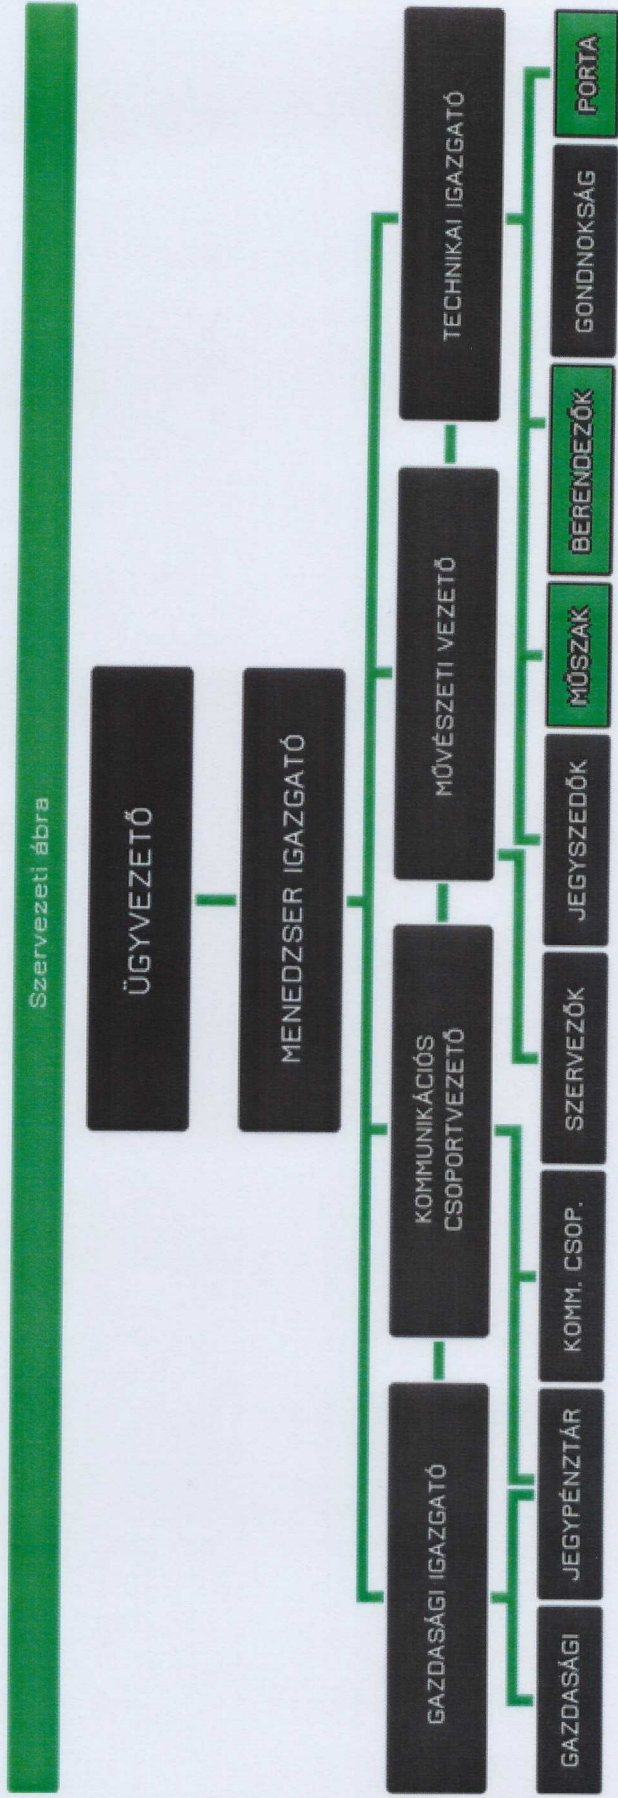 Szervezeti ábra
ÜGYVEZETŐ
MENEDZSER IGAZGATÓ
GAZDASÁGI IGAZGATÓ
KOMMUNIKÁCIÓS
CSOPORTVEZETŐ
MŰVÉSZETI VEZETŐ
TECHNIKAI IGAZGATÓ
GAZDASÁGI
JEGYPÉNZTÁR
KOMM. CSOP.
SZERVEZŐK
JEGYSZEDŐK
MŰSZAK
BERENDEZŐK
GONDNOKSÁG
PORTA